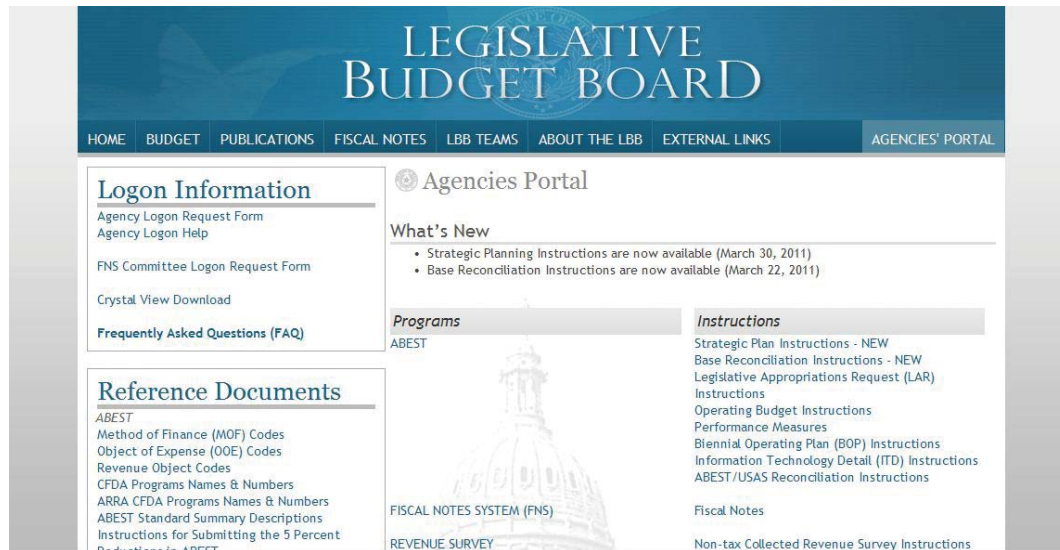 LEGISLATIVE
BUDGET BOARD
HOME BUDGET PUBLICATIONS FISCAL NOTES LBB TEAMS ABOUT THE LBB EXTERNAL LINKS AGENCIES' PORTAL
Logon Information
Agency Logon Request Form
Agency Logon Help
FNS Committee Logon Request Form
Crystal View Download
Frequently Asked Questions (FAQ)
Reference Documents
ABEST
Method of Finance (MOF) Codes
Object of Expense (OOE) Codes
Revenue Object Codes
CFDA Programs Names & Numbers
ARRA CFDA Programs Names & Numbers
ABEST Standard Summary Descriptions
Instructions for Submitting the 5 Percent
Reductions in ABEST
Agencies Portal
What's New
• Strategic Planning Instructions are now available (March 30, 2011)
• Base Reconciliation Instructions are now available (March 22, 2011)
Programs
ABEST
FISCAL NOTES SYSTEM (FNS)
REVENUE SURVEY
Instructions
Strategic Plan Instructions - NEW
Base Reconciliation Instructions - NEW
Legislative Appropriations Request (LAR)
Instructions
Operating Budget Instructions
Performance Measures
Biennial Operating Plan (BOP) Instructions
Information Technology Detail (ITD) Instructions
ABEST/USAS Reconciliation Instructions
Fiscal Notes
Non-tax Collected Revenue Survey Instructions